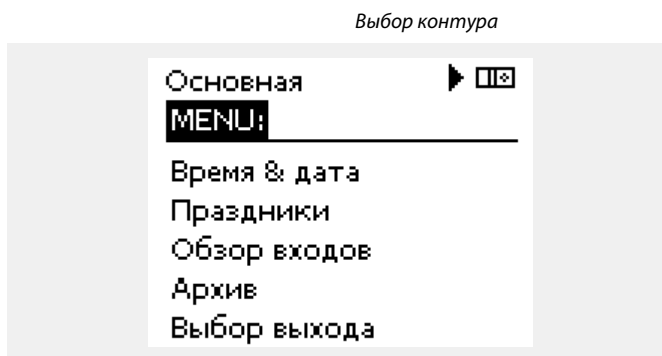 Выбор контура
Основная
MENU:
Время & дата
Праздники
Обзор входов
Архив
Выбор выхода